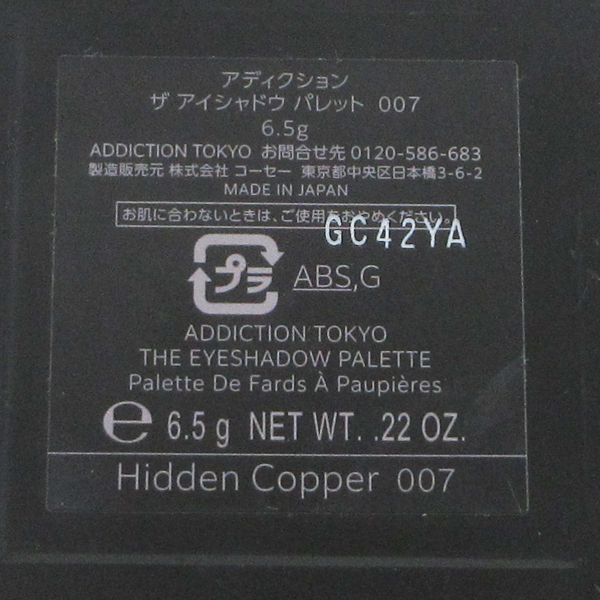 アディクション
ザ アイシャドウ パレット 007
6.5g
ADDICTION TOKYO お問合せ先 0120-586-683
製造販売元 株式会社 コーセー 東京都中央区日本橋3-6-2
MADE IN JAPAN
お肌に合わないときは、ご使用をおやめください。
GC42YA
プラ ABS,G
ADDICTION TOKYO
THE EYESHADOW PALETTE
Palette De Fards À Paupières
℮ 6.5 g NET WT. .22 OZ.
Hidden Copper 007